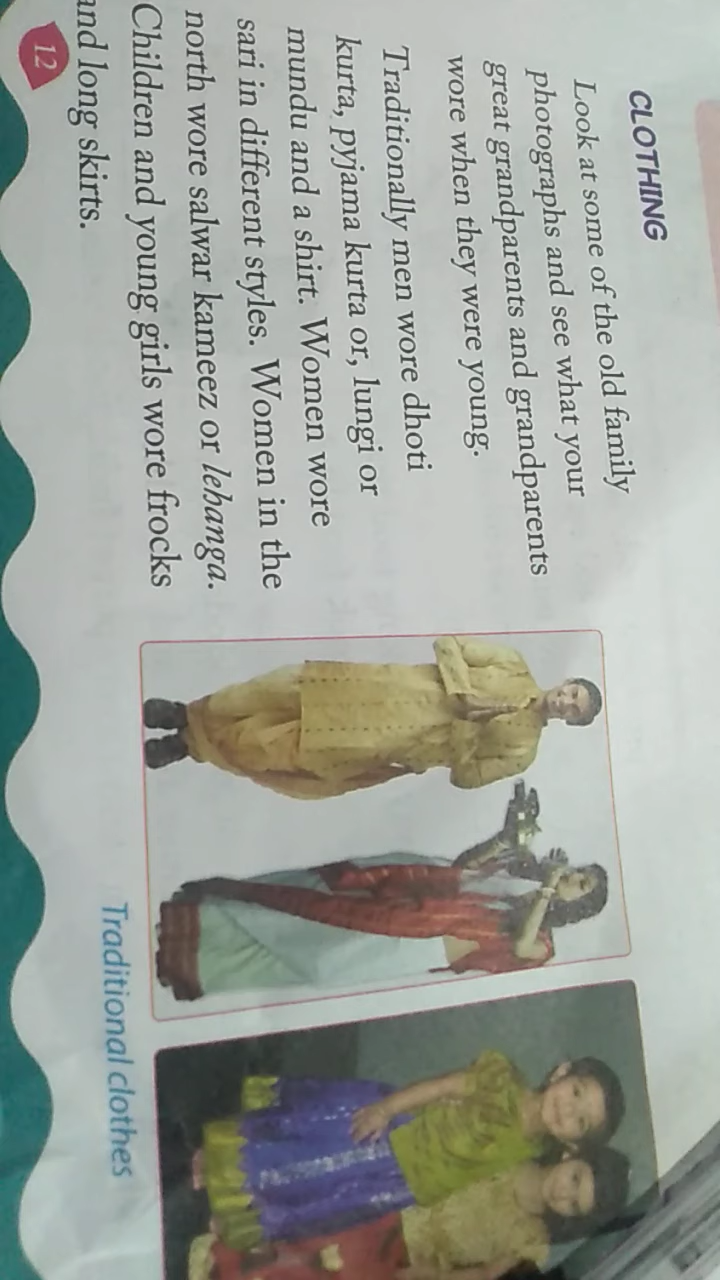 CLOTHING
Look at some of the old family
photographs and see what your
great grandparents and grandparents
wore when they were young.
Traditionally men wore dhoti
kurta, pyjama kurta or, lungi or
mundu and a shirt. Women wore
sari in different styles. Women in the
north wore salwar kameez or lehanga.
Children and young girls wore frocks
and long skirts.
Traditional clothes
12